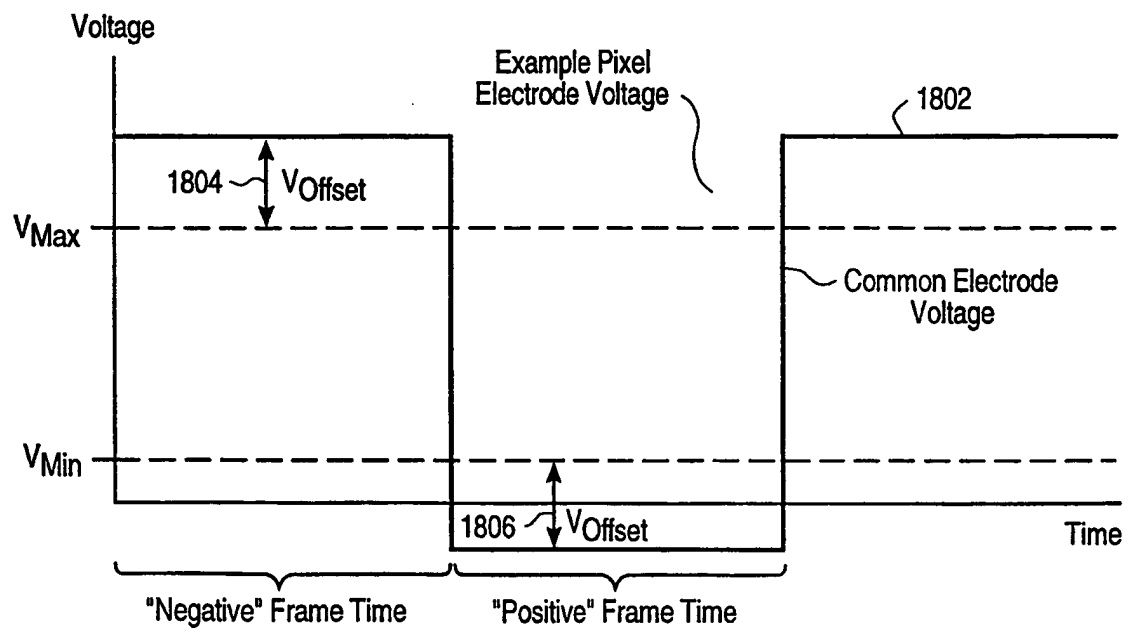 Voltage
Example Pixel
Electrode Voltage
1802
1804
VOffset
VMax
Common Electrode
Voltage
VMin
1806
VOffset
Time
"Negative" Frame Time
"Positive" Frame Time